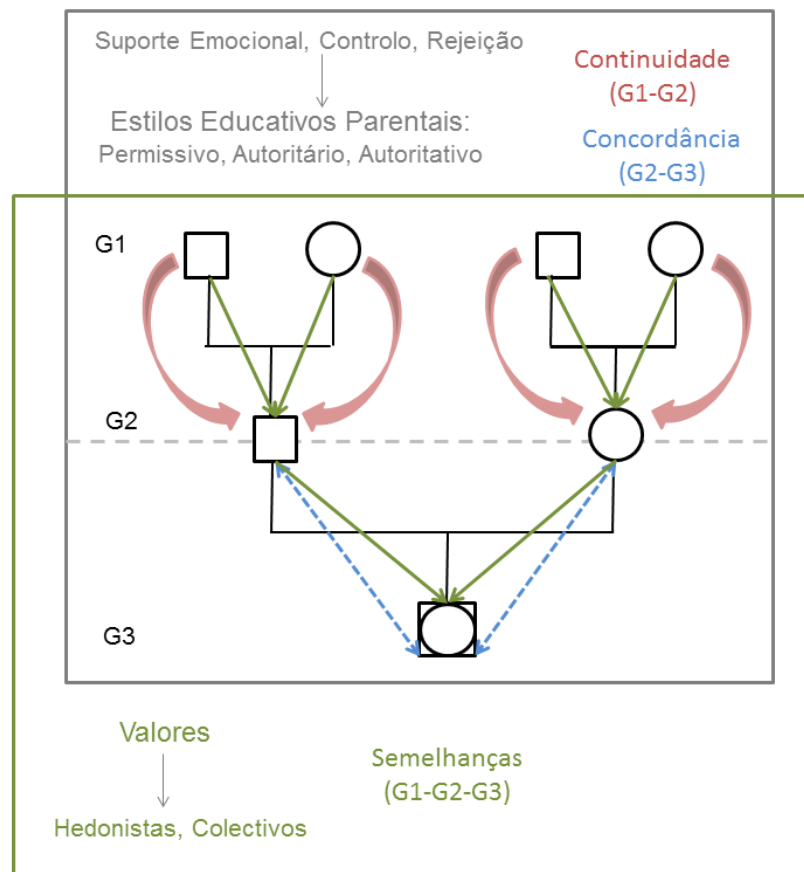 Suporte Emocional, Controlo, Rejeição
Continuidade
(G1-G2)
Estilos Educativos Parentais:
Permissivo, Autoritário, Autoritativo
Concordância
(G2-G3)
G1
G2
G3
Valores
Semelhanças
(G1-G2-G3)
Hedonistas, Colectivos